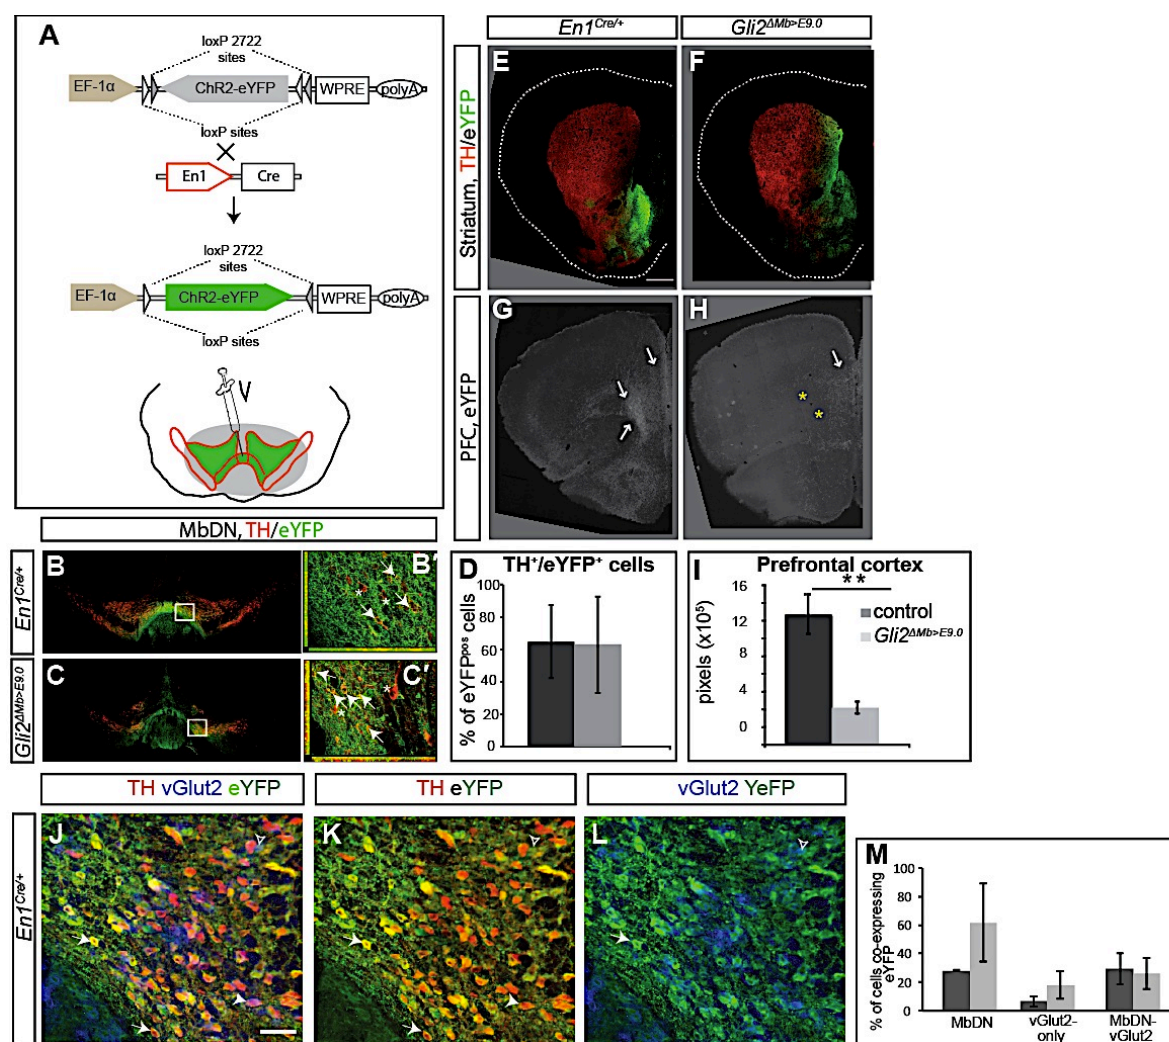 A
loxP 2722
sites
EF-1α
ChR2-eYFP
WPRE
polyA
loxP sites
En1
Cre
loxP 2722
sites
EF-1α
ChR2-eYFP
WPRE
polyA
loxP sites
En1Cre/+
Gli2ΔMb>E9.0
Striatum, TH/eYFP
E
F
PFC, eYFP
G
H
*
*
MbDN, TH/eYFP
En1Cre/+
B
B'
*
*
Gli2ΔMb>E9.0
C
C'
*
*
D
TH+/eYFP+ cells
% of eYFPpos cells
100
80
60
40
20
0
I
Prefrontal cortex
**
pixels (x10⁵)
16
12
8
4
0
control
Gli2ΔMb>E9.0
TH vGlut2 eYFP
TH eYFP
vGlut2 YeFP
En1Cre/+
J
K
L
M
% of cells co-expressing
eYFP
100
80
60
40
20
0
MbDN
vGlut2-
only
MbDN-
vGlut2